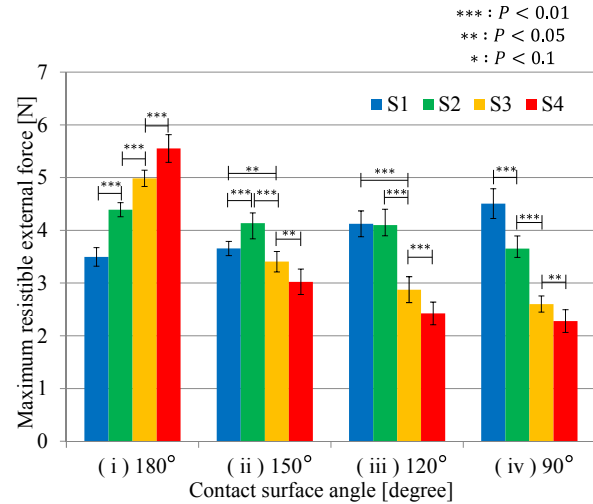 ***: P < 0.01
**: P < 0.05
*: P < 0.1
Maximum resistible external force [N]
7
6
5
4
3
2
1
0
S1 S2 S3 S4
*** *** ***
** *** *** **
*** *** ***
*** *** **
( i ) 180° ( ii ) 150° ( iii ) 120° ( iv ) 90°
Contact surface angle [degree]